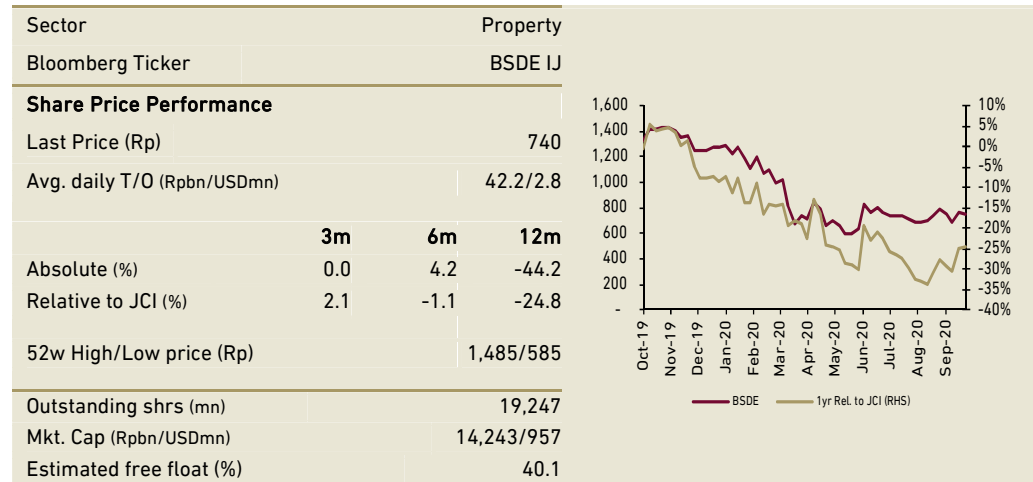 Sector Property
Bloomberg Ticker BSDE IJ
Share Price Performance
Last Price (Rp) 740
Avg. daily T/O (Rpbn/USDmn) 42.2/2.8
3m 6m 12m
Absolute (%) 0.0 4.2 -44.2
Relative to JCI (%) 2.1 -1.1 -24.8
52w High/Low price (Rp) 1,485/585
Outstanding shrs (mn) 19,247
Mkt. Cap (Rpbn/USDmn) 14,243/957
Estimated free float (%) 40.1
1,600
1,400
1,200
1,000
800
600
400
200
-
10%
5%
0%
-5%
-10%
-15%
-20%
-25%
-30%
-35%
-40%
Oct-19
Nov-19
Dec-19
Jan-20
Feb-20
Mar-20
Apr-20
May-20
Jun-20
Jul-20
Aug-20
Sep-20
BSDE 1yr Rel. to JCI (RHS)